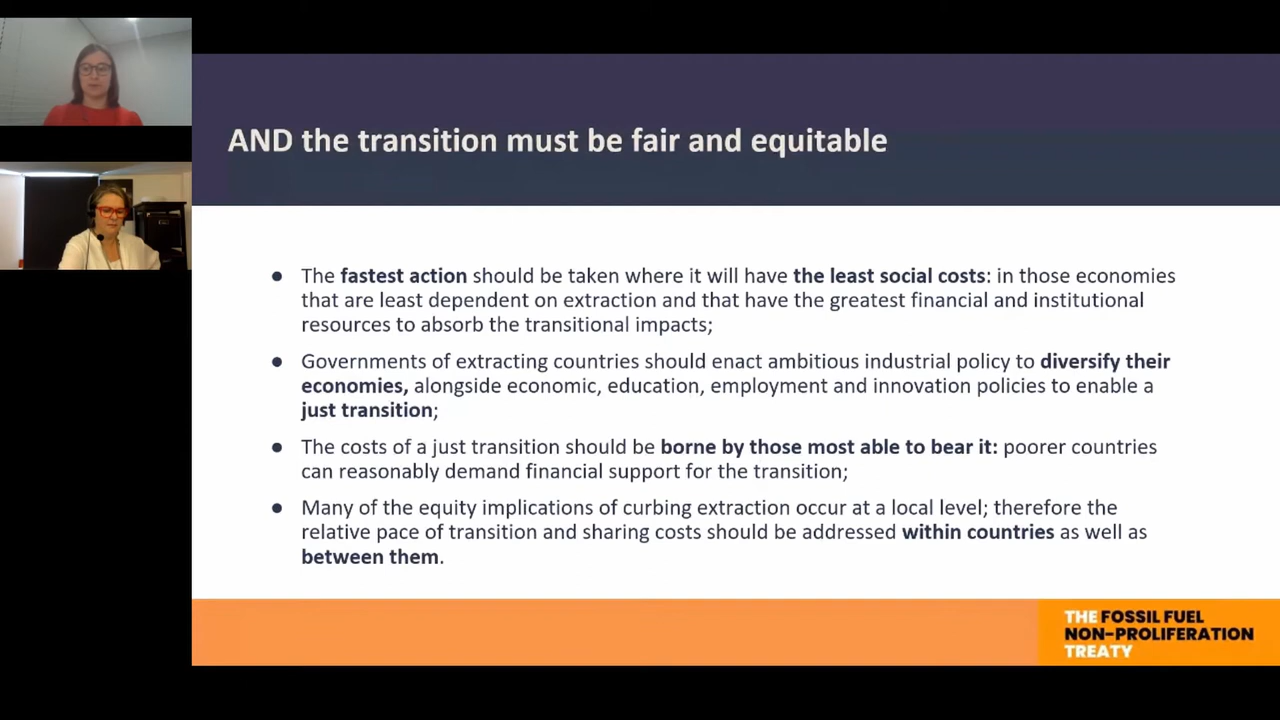 AND the transition must be fair and equitable
● The fastest action should be taken where it will have the least social costs: in those economies
that are least dependent on extraction and that have the greatest financial and institutional
resources to absorb the transitional impacts;
● Governments of extracting countries should enact ambitious industrial policy to diversify their
economies, alongside economic, education, employment and innovation policies to enable a
just transition;
● The costs of a just transition should be borne by those most able to bear it: poorer countries
can reasonably demand financial support for the transition;
● Many of the equity implications of curbing extraction occur at a local level; therefore the
relative pace of transition and sharing costs should be addressed within countries as well as
between them.
THE FOSSIL FUEL
NON-PROLIFERATION
TREATY